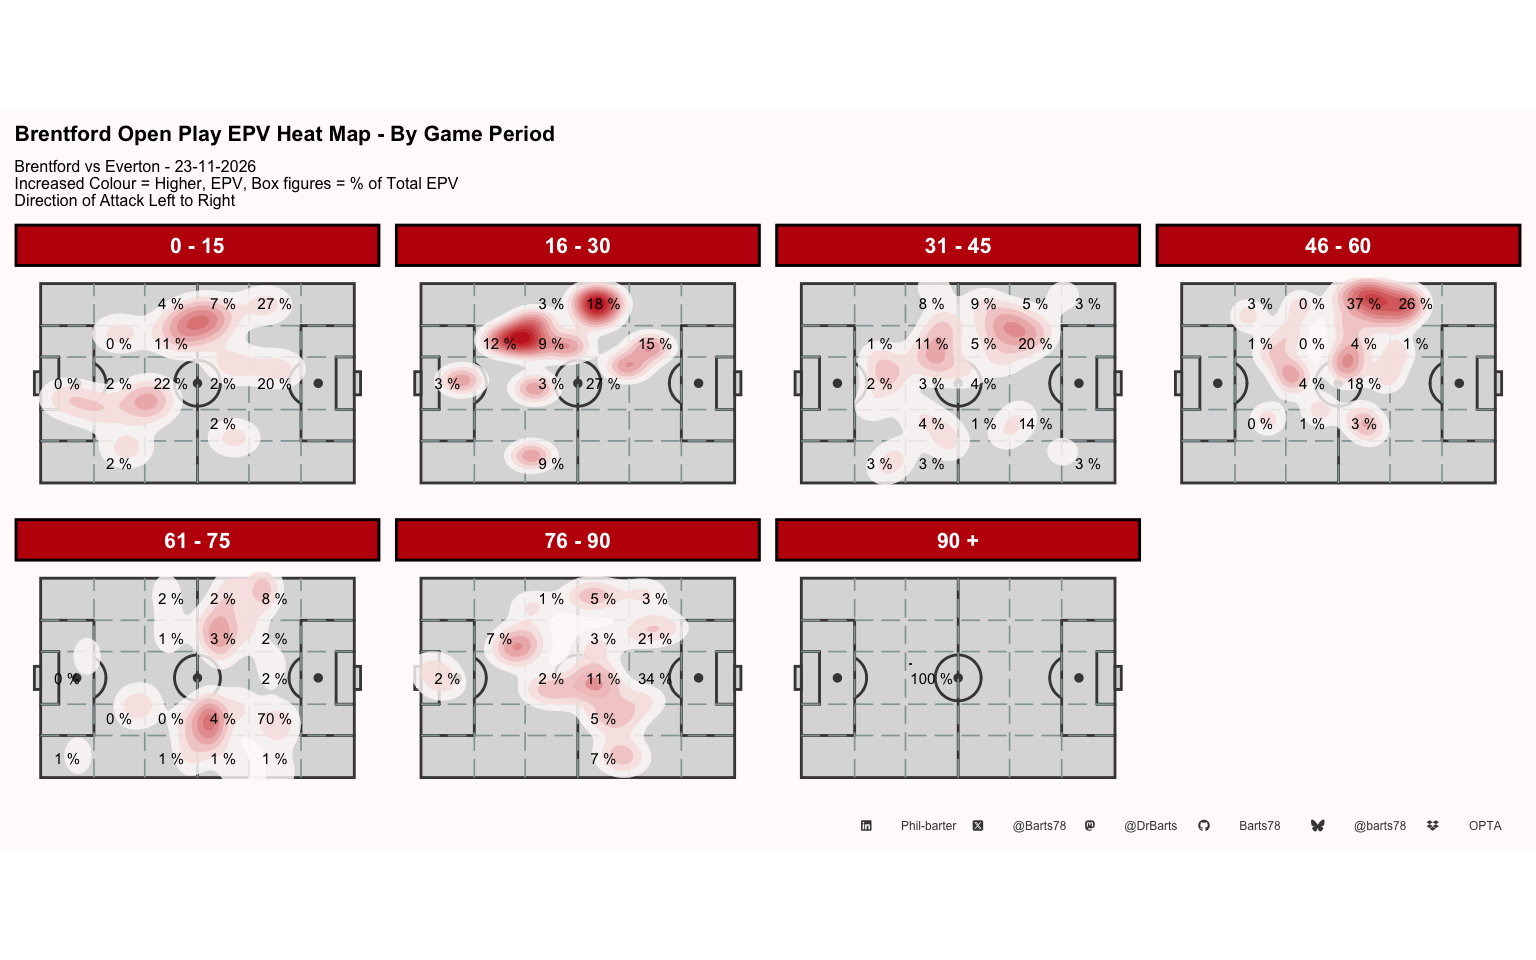 Brentford Open Play EPV Heat Map - By Game Period
Brentford vs Everton - 23-11-2026
Increased Colour = Higher, EPV, Box figures = % of Total EPV
Direction of Attack Left to Right
0 - 15
16 - 30
31 - 45
46 - 60
4 % 7 % 27 %
0 % 11 %
0 % 2 % 22 % 2 % 20 %
2 %
2 %
3 % 18 %
12 % 9 % 15 %
3 % 3 % 27 %
9 %
8 % 9 % 5 % 3 %
1 % 11 % 5 % 20 %
2 % 3 % 4 %
4 % 1 % 14 %
3 % 3 % 3 %
3 % 0 % 37 % 26 %
1 % 0 % 4 % 1 %
4 % 18 %
0 % 1 % 3 %
61 - 75
76 - 90
90 +
2 % 2 % 8 %
1 % 3 % 2 %
0 % 2 %
0 % 0 % 4 % 70 %
1 % 1 % 1 % 1 %
1 % 5 % 3 %
7 % 3 % 21 %
2 % 2 % 11 % 34 %
5 %
7 %
100 %
Phil-barter @Barts78 @DrBarts Barts78 @barts78 OPTA